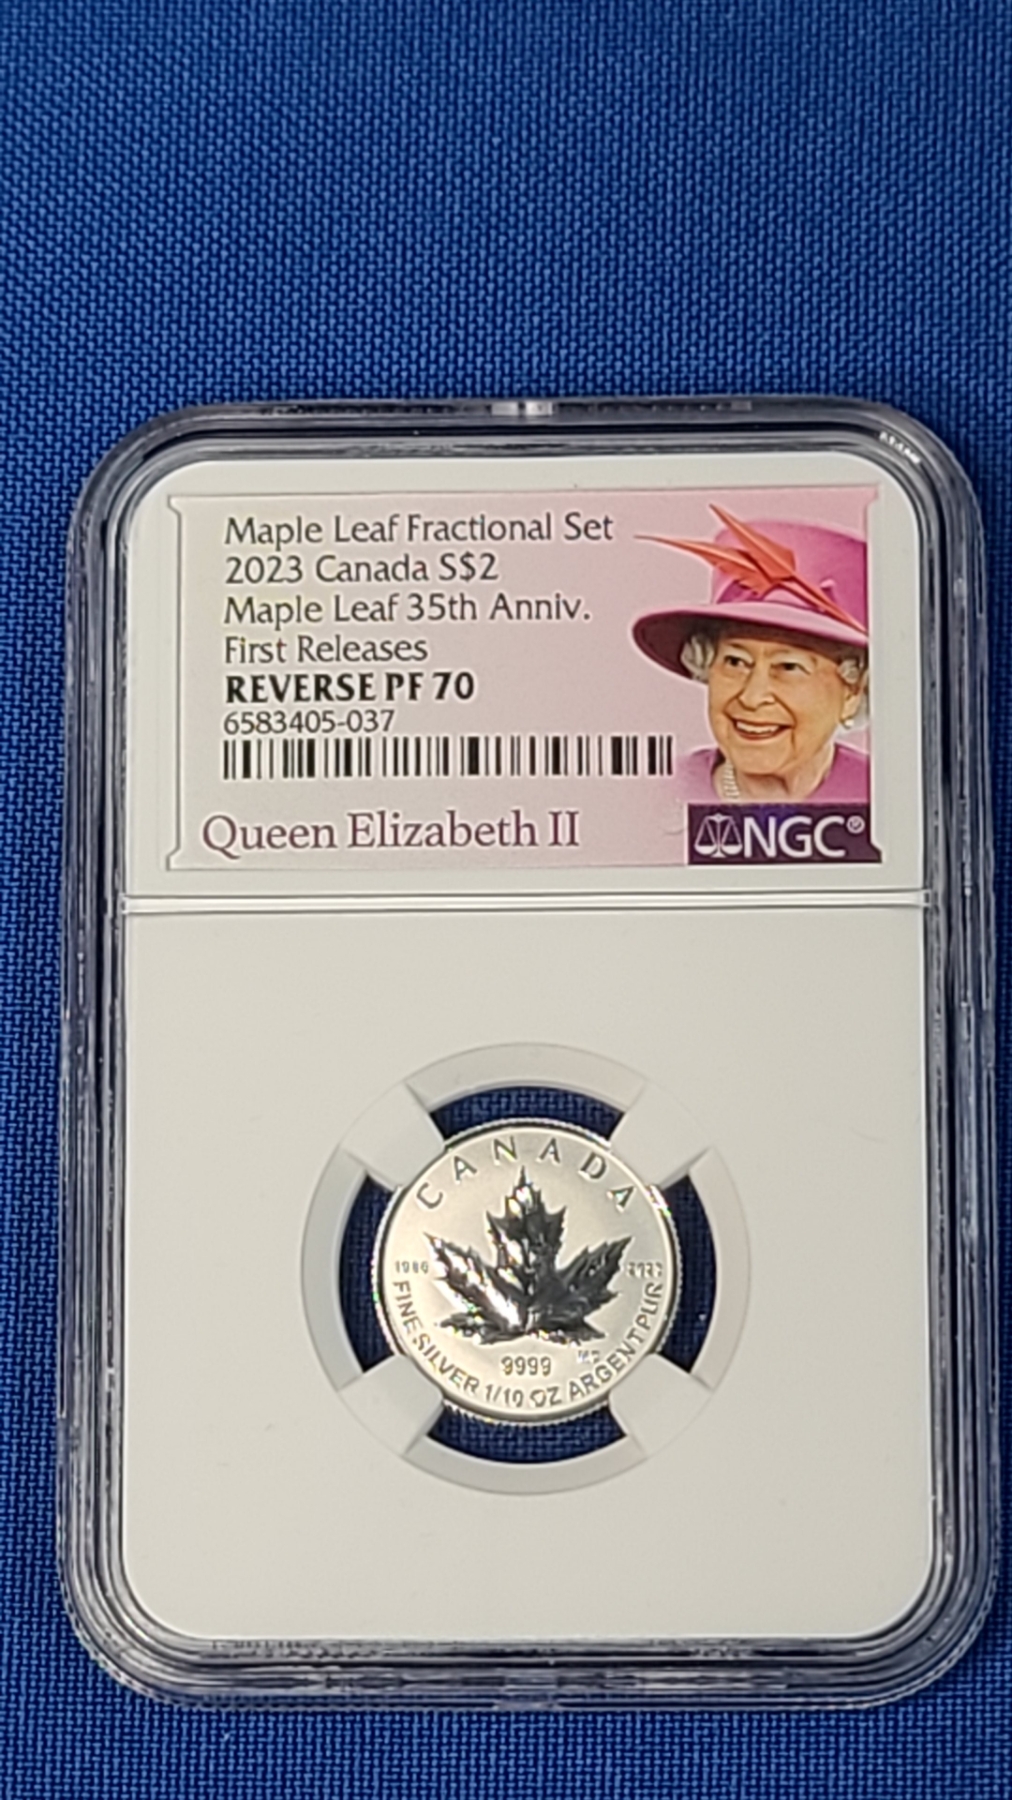 Maple Leaf Fractional Set
2023 Canada S$2
Maple Leaf 35th Anniv.
First Releases
REVERSE PF 70
6583405-037
Queen Elizabeth II
NGC®
CANADA
9999
FINE SILVER 1/10 OZ ARGENT PUR